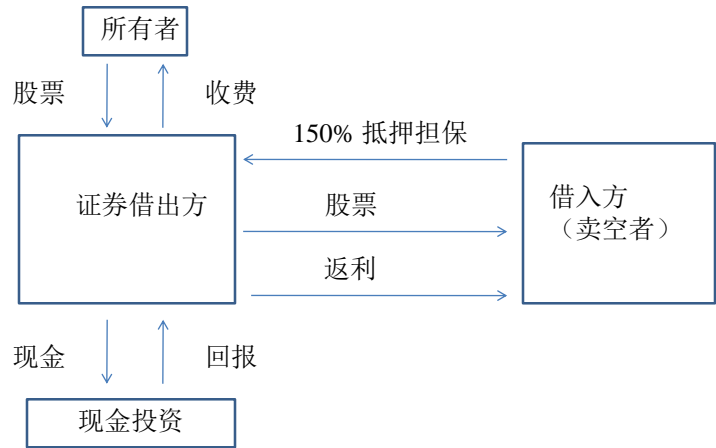 所有者
股票
收费
150% 抵押担保
证券借出方
股票
借入方
（卖空者）
返利
现金
回报
现金投资